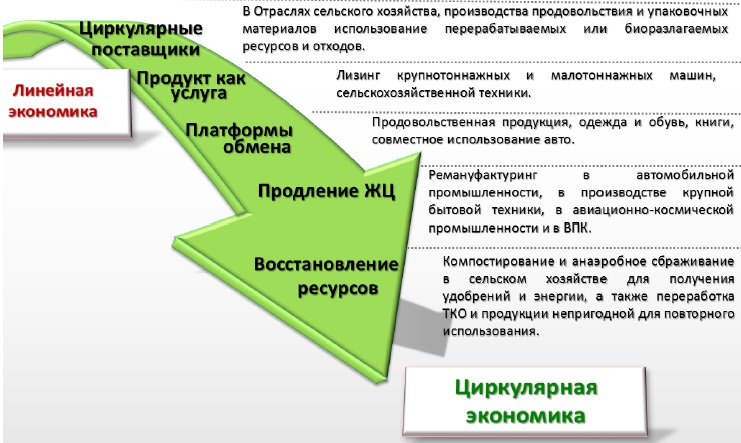 Линейная
экономика
Циркулярные
поставщики
В Отраслях сельского хозяйства, производства продовольствия и упаковочных
материалов использование перерабатываемых или биоразлагаемых
ресурсов и отходов.
Продукт как
услуга
Лизинг крупнотоннажных и малотоннажных машин,
сельскохозяйственной техники.
Платформы
обмена
Продовольственная продукция, одежда и обувь, книги,
совместное использование авто.
Продление ЖЦ
Ремануфактуринг в автомобильной
промышленности, в производстве крупной
бытовой техники, в авиационно-космической
промышленности и в ВПК.
Восстановление
ресурсов
Компостирование и анаэробное сбраживание
в сельском хозяйстве для получения
удобрений и энергии, а также переработка
ТКО и продукции непригодной для повторного
использования.
Циркулярная
экономика